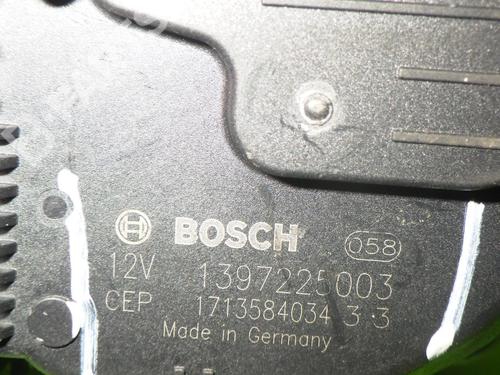 BOSCH 058
12V 1397225003
CEP 1713584034 3 3
Made in Germany